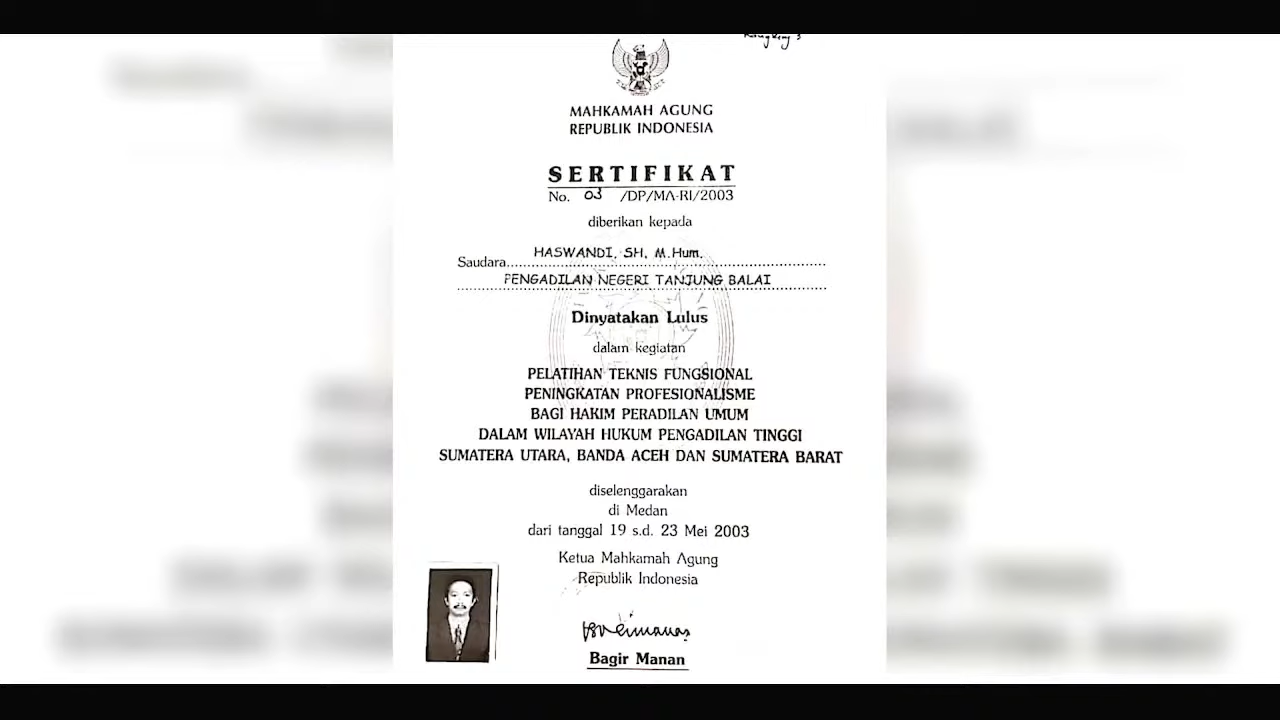 MAHKAMAH AGUNG
REPUBLIK INDONESIA
SERTIFIKAT
No. 03 /DP/MA-RI/2003
diberikan kepada
HASWANDI, SH, M.Hum.
Saudara
PENGADILAN NEGERI TANJUNG BALAI
Dinyatakan Lulus
dalam kegiatan
PELATIHAN TEKNIS FUNGSIONAL
PENINGKATAN PROFESIONALISME
BAGI HAKIM PERADILAN UMUM
DALAM WILAYAH HUKUM PENGADILAN TINGGI
SUMATERA UTARA, BANDA ACEH DAN SUMATERA BARAT
diselenggarakan
di Medan
dari tanggal 19 s.d. 23 Mei 2003
Ketua Mahkamah Agung
Republik Indonesia
Bagir Manan